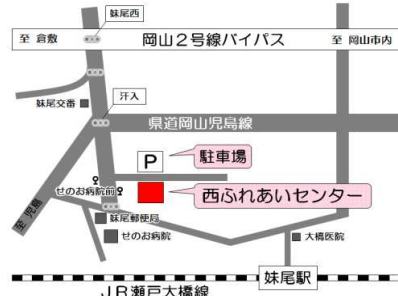 妹尾西
至 倉敷
岡山2号線バイパス
至 岡山市内
汗入
妹尾交番
県道岡山児島線
P
駐車場
せのお病院前
西ふれあいセンター
至 児島
妹尾郵便局
せのお病院
大橋医院
妹尾駅
JR瀬戸大橋線